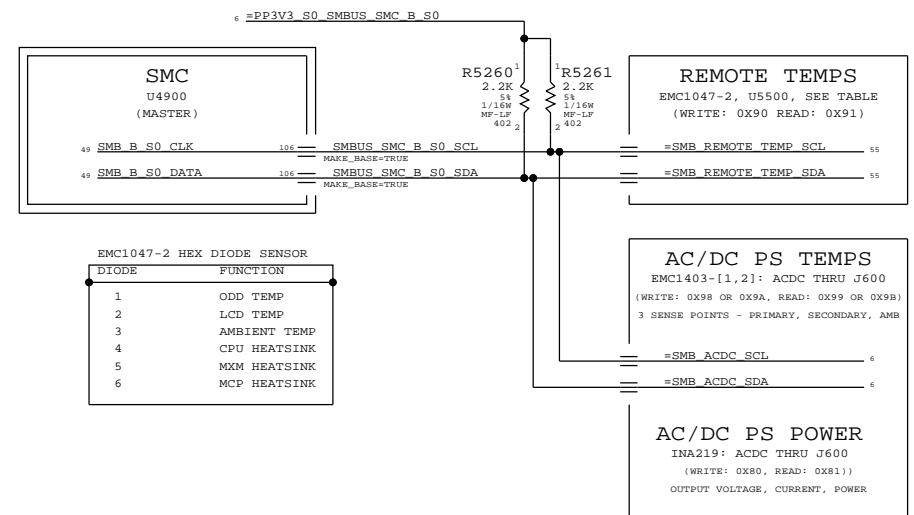 6 =PP3V3_S0_SMBUS_SMC_B_S0
SMC
U4900
(MASTER)
49 SMB_B_S0_CLK 106
49 SMB_B_S0_DATA 106
SMBUS_SMC_B_S0_SCL
MAKE_BASE=TRUE
SMBUS_SMC_B_S0_SDA
MAKE_BASE=TRUE
R5260 1
2.2K
5%
1/16W
MF-LF
402 2
1 R5261
2.2K
5%
1/16W
MF-LF
2 402
REMOTE TEMPS
EMC1047-2, U5500, SEE TABLE
(WRITE: 0X90 READ: 0X91)
=SMB_REMOTE_TEMP_SCL 55
=SMB_REMOTE_TEMP_SDA 55
EMC1047-2 HEX DIODE SENSOR
DIODE FUNCTION
1 ODD TEMP
2 LCD TEMP
3 AMBIENT TEMP
4 CPU HEATSINK
5 MXM HEATSINK
6 MCP HEATSINK
AC/DC PS TEMPS
EMC1403-[1,2]: ACDC THRU J600
(WRITE: 0X98 OR 0X9A, READ: 0X99 OR 0X9B)
3 SENSE POINTS - PRIMARY, SECONDARY, AMB
=SMB_ACDC_SCL 6
=SMB_ACDC_SDA 6
AC/DC PS POWER
INA219: ACDC THRU J600
(WRITE: 0X80, READ: 0X81))
OUTPUT VOLTAGE, CURRENT, POWER